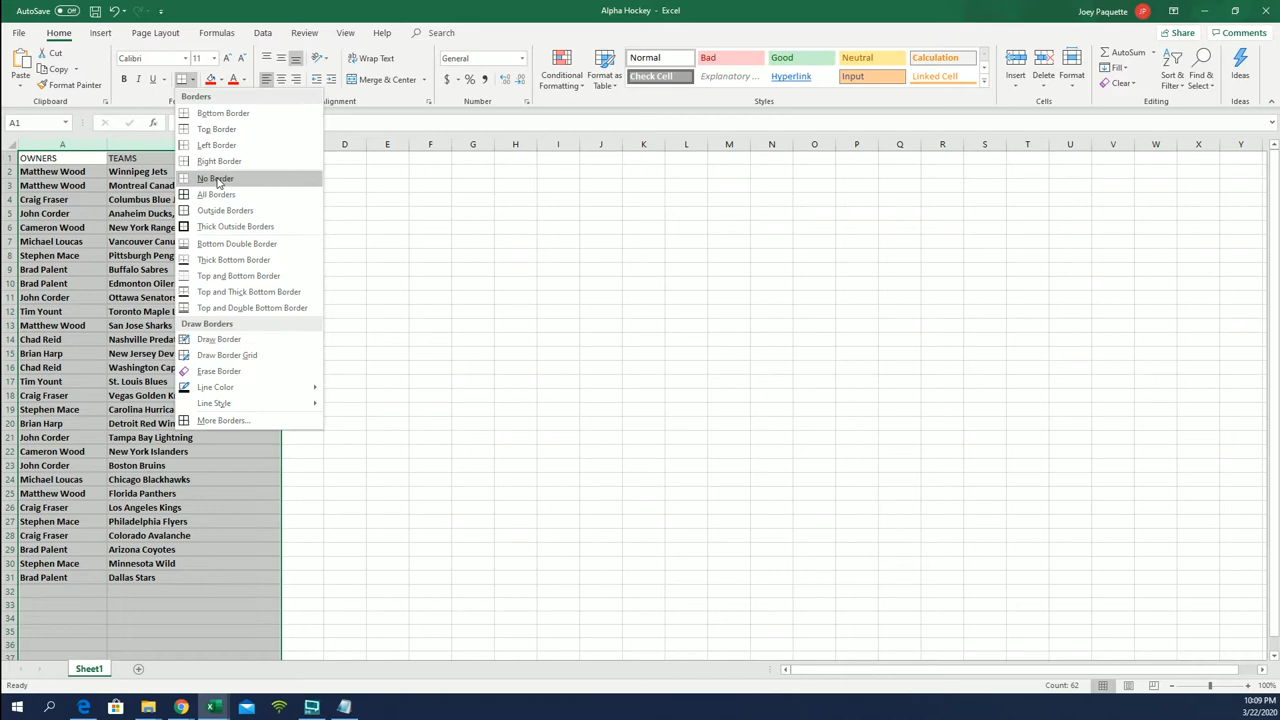 AutoSave Off
Alpha Hockey - Excel
Joey Paquette JP
File Home Insert Page Layout Formulas Data Review View Help Search
Share Comments
Paste Cut Copy Format Painter
Clipboard
Calibri 11
B I U
Wrap Text
Merge & Center
Alignment
General
$ % ,
Number
Conditional Formatting
Format as Table
Normal Bad Good Neutral Calculation
Check Cell Explanatory ... Hyperlink Input Linked Cell
Styles
Insert Delete Format
Cells
AutoSum
Fill
Clear
Sort & Filter
Find & Select
Editing
Ideas
Ideas
A1
fx
Borders
Bottom Border
Top Border
Left Border
Right Border
No Border
All Borders
Outside Borders
Thick Outside Borders
Bottom Double Border
Thick Bottom Border
Top and Bottom Border
Top and Thick Bottom Border
Top and Double Bottom Border
Draw Borders
Draw Border
Draw Border Grid
Erase Border
Line Color
Line Style
More Borders...
A D E F G H I J K L M N O P Q R S T U V W X Y
1 OWNERS TEAMS
2 Matthew Wood Winnipeg Jets
3 Matthew Wood Montreal Canad
4 Craig Fraser Columbus Blue J
5 John Corder Anaheim Ducks,
6 Cameron Wood New York Range
7 Michael Loucas Vancouver Canu
8 Stephen Mace Pittsburgh Peng
9 Brad Palent Buffalo Sabres
10 Brad Palent Edmonton Oiler
11 John Corder Ottawa Senators
12 Tim Yount Toronto Maple
13 Matthew Wood San Jose Sharks
14 Chad Reid Nashville Preda
15 Brian Harp New Jersey Dev
16 Chad Reid Washington Cap
17 Tim Yount St. Louis Blues
18 Craig Fraser Vegas Golden K
19 Stephen Mace Carolina Hurrica
20 Brian Harp Detroit Red Win
21 John Corder Tampa Bay Lightning
22 Cameron Wood New York Islanders
23 John Corder Boston Bruins
24 Michael Loucas Chicago Blackhawks
25 Matthew Wood Florida Panthers
26 Craig Fraser Los Angeles Kings
27 Stephen Mace Philadelphia Flyers
28 Craig Fraser Colorado Avalanche
29 Brad Palent Arizona Coyotes
30 Stephen Mace Minnesota Wild
31 Brad Palent Dallas Stars
32
33
34
35
36
37
Sheet1
Ready
Count: 62
100%
10:09 PM
3/22/2020